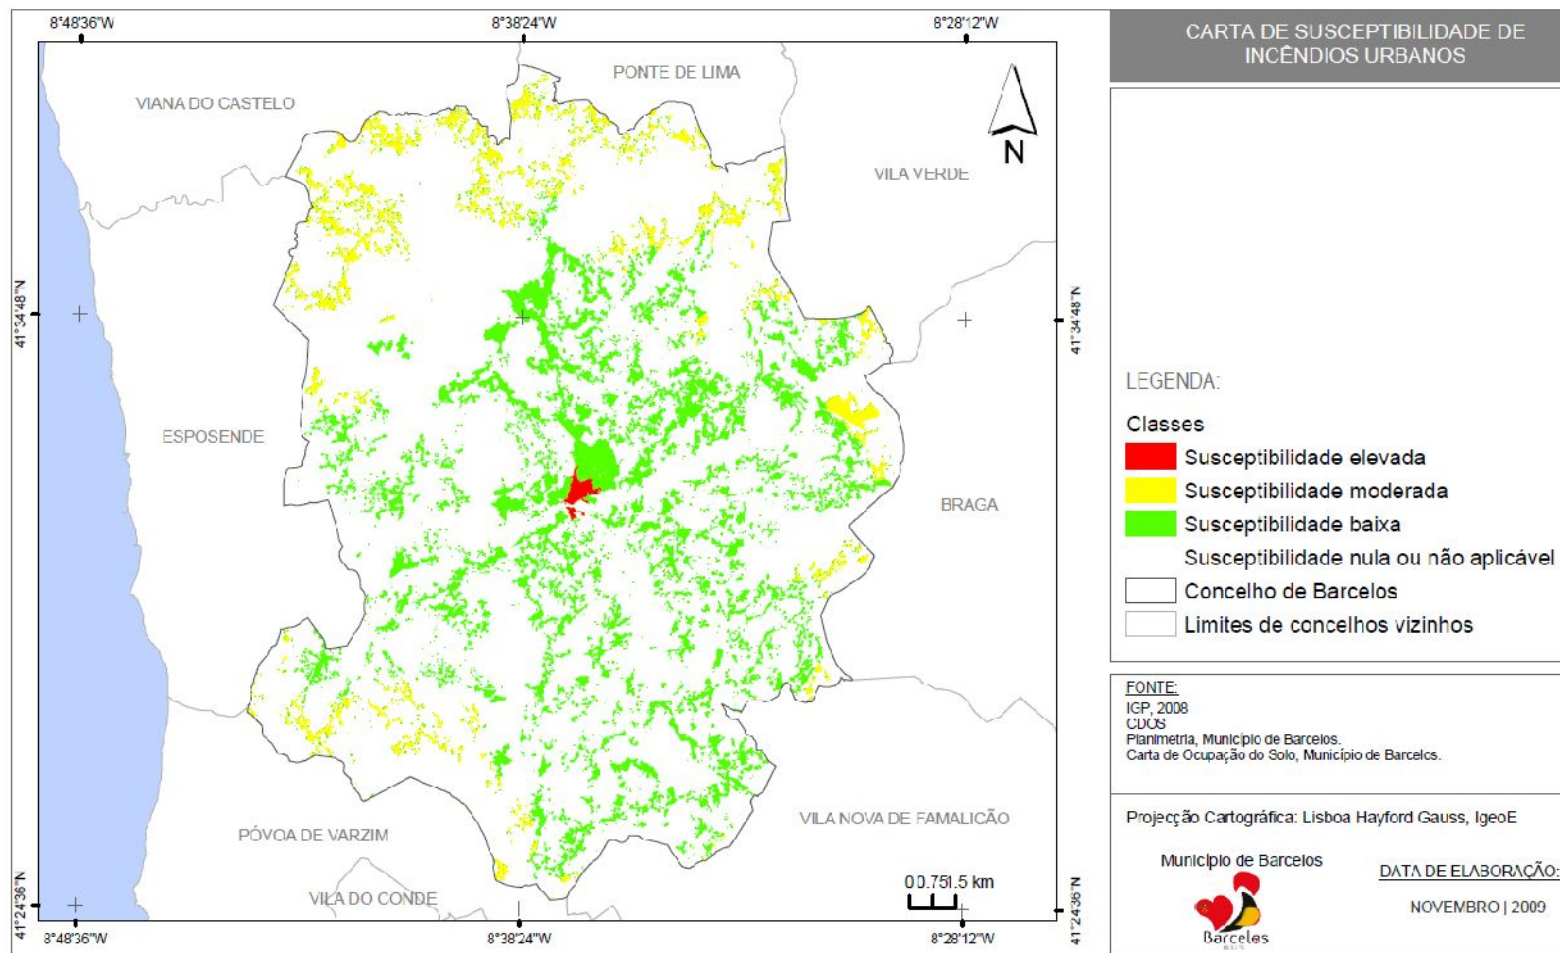 8°48'36"W
8°38'24"W
8°28'12"W
CARTA DE SUSCEPTIBILIDADE DE
INCÊNDIOS URBANOS
PONTE DE LIMA
VIANA DO CASTELO
N
VILA VERDE
41°34'48"N
41°34'48"N
ESPOSENDE
BRAGA
LEGENDA:
Classes
Susceptibilidade elevada
Susceptibilidade moderada
Susceptibilidade baixa
Susceptibilidade nula ou não aplicável
Concelho de Barcelos
Limites de concelhos vizinhos
FONTE:
IGP, 2008
CDOS
Planimetria, Município de Barcelos.
Carta de Ocupação do Solo, Município de Barcelos.
PÓVOA DE VARZIM
VILA NOVA DE FAMALICÃO
VILA DO CONDE
0 0.751.5 km
41°24'36"N
41°24'36"N
8°48'36"W
8°38'24"W
8°28'12"W
Projecção Cartográfica: Lisboa Hayford Gauss, IgeoE
Município de Barcelos
Barcelos
DATA DE ELABORAÇÃO:
NOVEMBRO | 2009